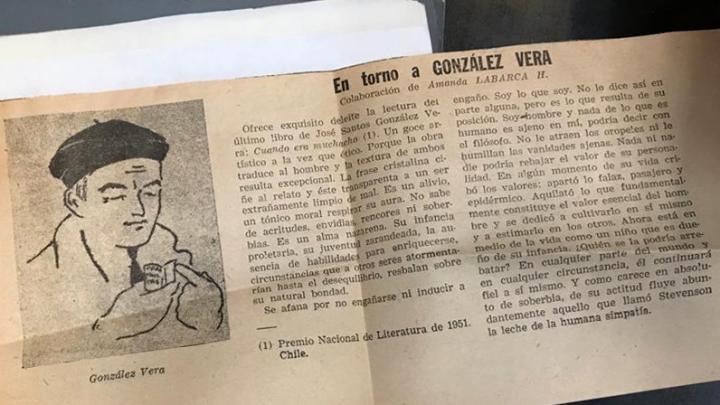 En torno a GONZÁLEZ VERA
Colaboración de Amanda LABARCA H.
Ofrece exquisito deleite la lectura del
último libro de José Santos González Ve-
ra: Cuando era muchacho (1). Un goce ar-
tístico a la vez que ético. Porque la obra
traduce al hombre y la textura de ambos
resulta excepcional. La frase cristalina ci-
ñe al relato y éste transparenta a un ser
extrañamente limpio de mal. Es un alivio,
un tónico moral respirar su aura. No sabe
de acritudes, envidias, rencores ni sober-
bias. Es un alma nazarena. Su infancia
proletaria, su juventud zarandeada, la au-
sencia de habilidades para enriquecerse,
circunstancias que a otros seres atormenta-
rían hasta el desequilibrio, resbalan sobre
su natural bondad.
Se afana por no engañarse ni inducir a
(1) Premio Nacional de Literatura de 1951.
Chile.
engaño. Soy lo que soy. No le dice así en
parte alguna, pero es lo que resulta de su
posición. Soy hombre y nada de lo que es
humano es ajeno en mí, podría decir con
el filósofo. No le atraen los oropeles ni le
humillan las vanidades ajenas. Nada ni na-
die podría rebajar el valor de su persona-
lidad. En algún momento de su vida cri-
bó los valores: apartó lo falaz, pasajero y
epidérmico. Aquilató lo que fundamental-
mente constituye el valor esencial del hom-
bre y se dedicó a cultivarlo en sí mismo
y a estimarlo en los otros. Ahora está en
medio de la vida como un niño que es due-
ño de su infancia. ¿Quién se la podría arre-
batar? En cualquier parte del mundo y
en cualquier circunstancia, él continuará
fiel a sí mismo. Y como carece en absolu-
to de soberbia, de su actitud fluye abun-
dantemente aquello que llamó Stevenson
la leche de la humana simpatía.
González Vera